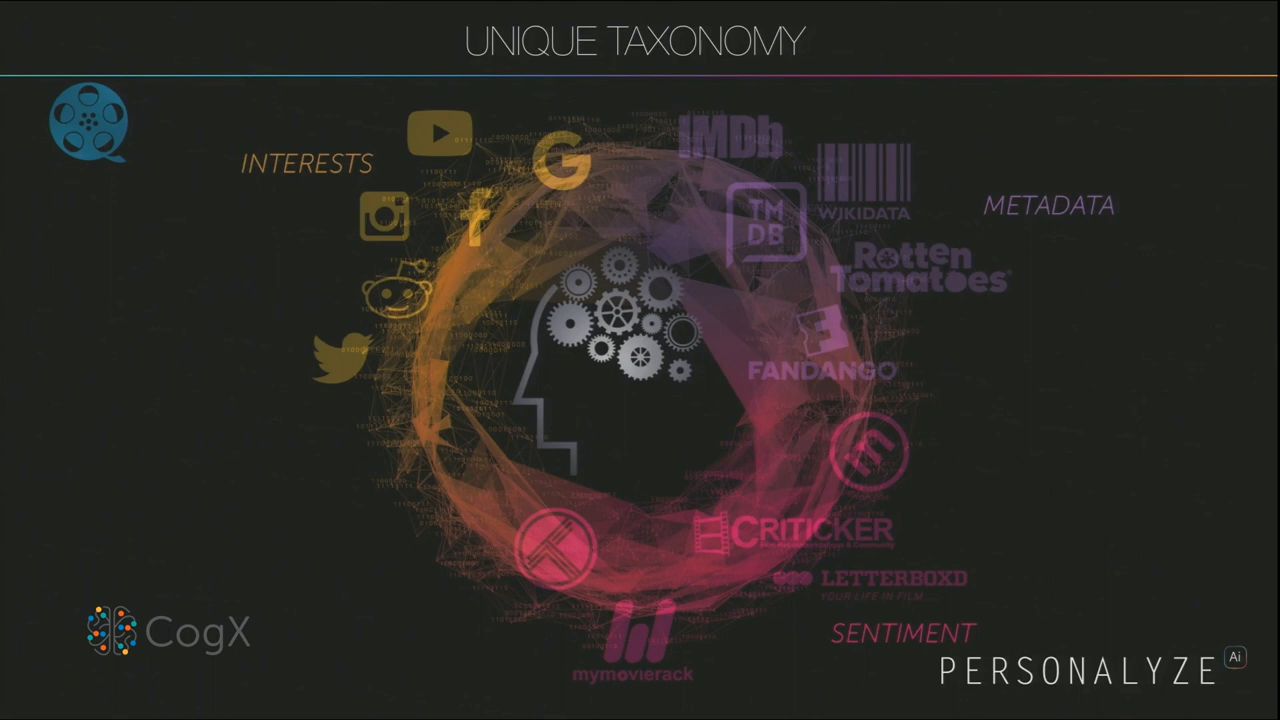 UNIQUE TAXONOMY
INTERESTS
G
f
IMDb
WIKIDATA
METADATA
TM
DB
Rotten
Tomatoes
FANDANGO
m
CRITICKER
LETTERBOXD
YOUR LIFE IN FILM
mymovierack
SENTIMENT
CogX
PERSONALYZE Ai